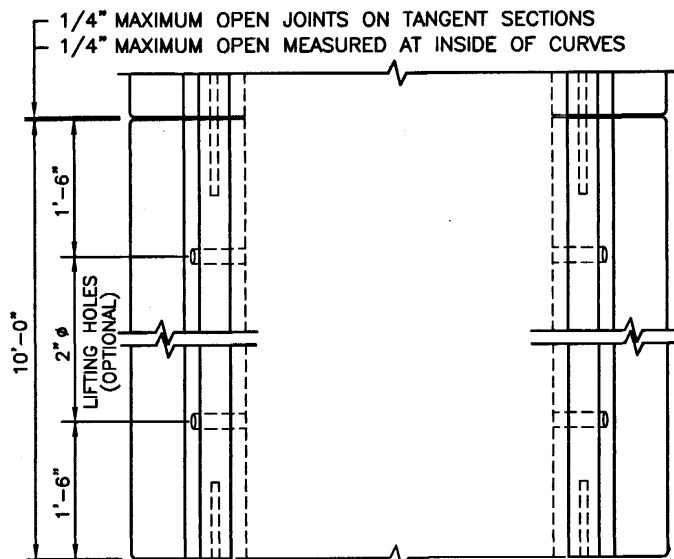 1/4" MAXIMUM OPEN JOINTS ON TANGENT SECTIONS
1/4" MAXIMUM OPEN MEASURED AT INSIDE OF CURVES
10'-0"
1'-6"
2" ø
LIFTING HOLES
(OPTIONAL)
1'-6"